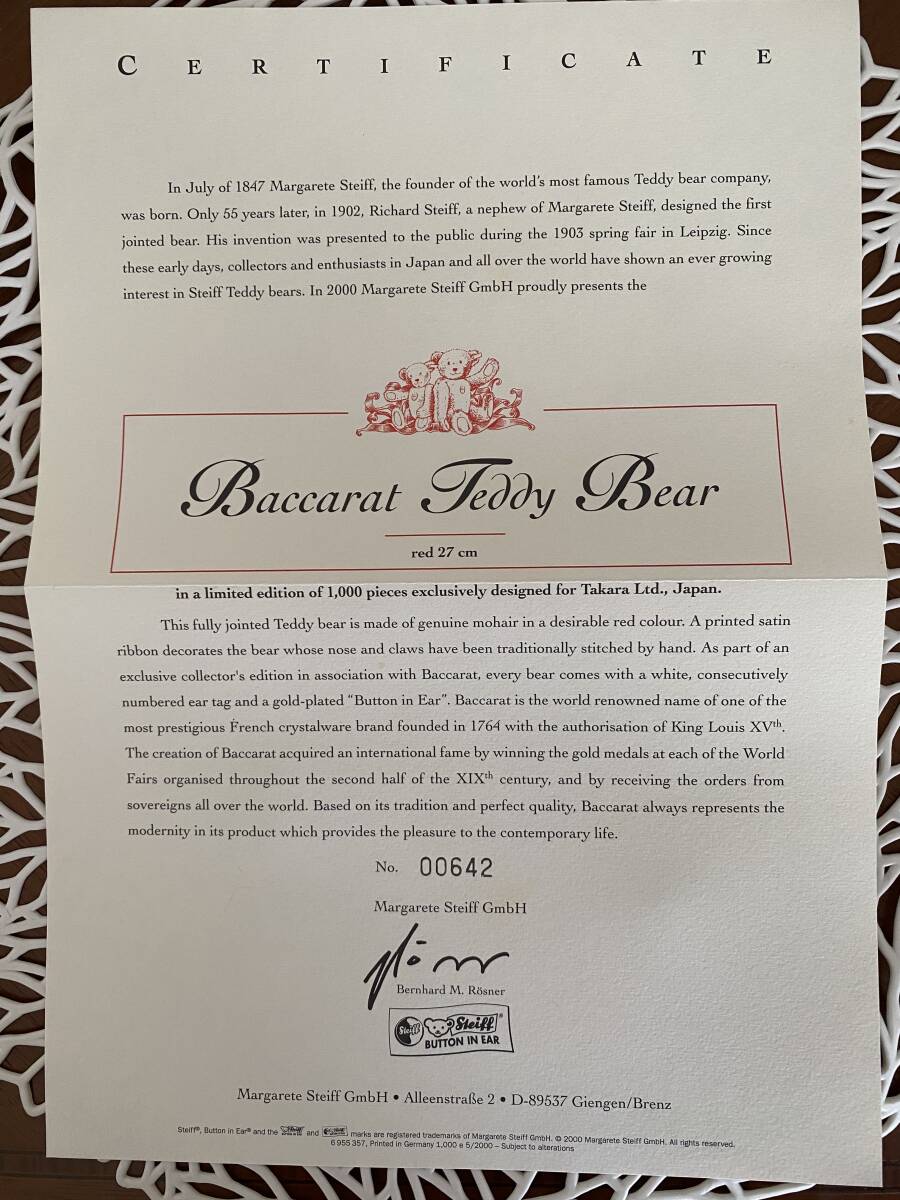 CERTIFICATE
In July of 1847 Margarete Steiff, the founder of the world's most famous Teddy bear company,
was born. Only 55 years later, in 1902, Richard Steiff, a nephew of Margarete Steiff, designed the first
jointed bear. His invention was presented to the public during the 1903 spring fair in Leipzig. Since
these early days, collectors and enthusiasts in Japan and all over the world have shown an ever growing
interest in Steiff Teddy bears. In 2000 Margarete Steiff GmbH proudly presents the
Baccarat Teddy Bear
red 27 cm
in a limited edition of 1,000 pieces exclusively designed for Takara Ltd., Japan.
This fully jointed Teddy bear is made of genuine mohair in a desirable red colour. A printed satin
ribbon decorates the bear whose nose and claws have been traditionally stitched by hand. As part of an
exclusive collector's edition in association with Baccarat, every bear comes with a white, consecutively
numbered ear tag and a gold-plated “Button in Ear”. Baccarat is the world renowned name of one of the
most prestigious French crystalware brand founded in 1764 with the authorisation of King Louis XVth.
The creation of Baccarat acquired an international fame by winning the gold medals at each of the World
Fairs organised throughout the second half of the XIXth century, and by receiving the orders from
sovereigns all over the world. Based on its tradition and perfect quality, Baccarat always represents the
modernity in its product which provides the pleasure to the contemporary life.
No. 00642
Margarete Steiff GmbH
Bernhard M. Rösner
Steiff Steiff®
BUTTON IN EAR
Margarete Steiff GmbH • Alleenstraße 2 • D-89537 Giengen/Brenz
Steiff®, Button in Ear® and the and marks are registered trademarks of Margarete Steiff GmbH. © 2000 Margarete Steiff GmbH. All rights reserved.
6 955 357, Printed in Germany 1,000 e 5/2000 – Subject to alterations